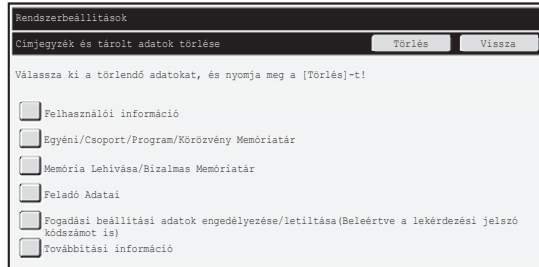 Rendszerbeállítások
Címjegyzék és tárolt adatok törlése Törlés Vissza
Válassza ki a törlendő adatokat, és nyomja meg a [Törlés]-t!
Felhasználói információ
Egyéni/Csoport/Program/Körözvény Memóriatár
Memória Lehívása/Bizalmas Memóriatár
Feladó Adatai
Fogadási beállítási adatok engedélyezése/letiltása(Beleértve a lekérdezési jelszó
kódszámot is)
Továbbítási információ